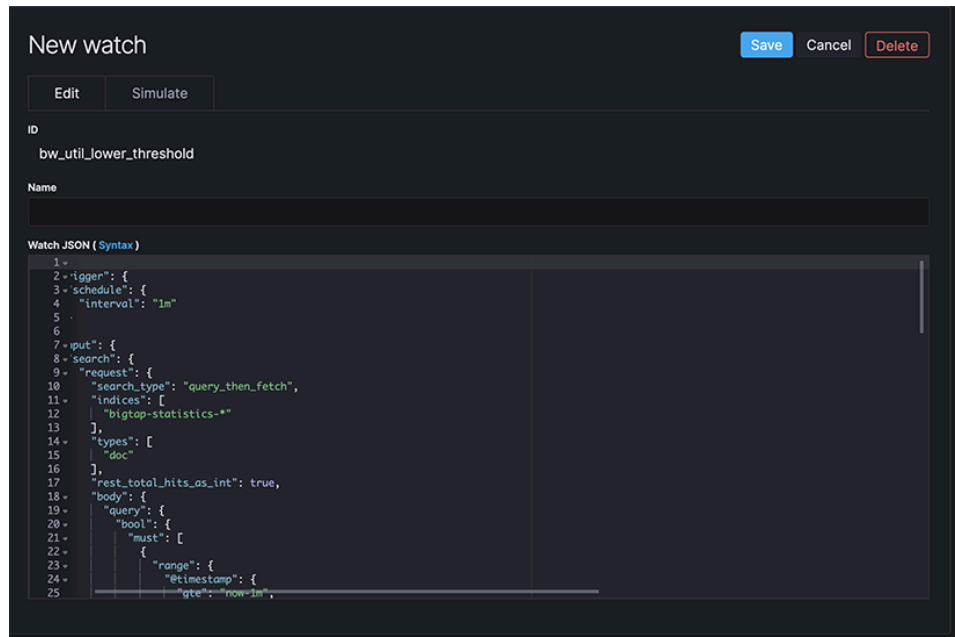 New watch
Save Cancel Delete
Edit Simulate
ID
bw_util_lower_threshold
Name
Watch JSON ( Syntax )
1
2 rigger": {
3 'schedule": {
4 "interval": "1m"
5
6
7 put": {
8 'search": {
9 "request": {
10 "search_type": "query_then_fetch",
11 "indices": [
12 "bigtap-statistics-*"
13 ],
14 "types": [
15 "doc"
16 ],
17 "rest_total_hits_as_int": true,
18 "body": {
19 "query": {
20 "bool": {
21 "must": [
22 {
23 "range": {
24 "@timestamp": {
25 "gte": "now-1m",